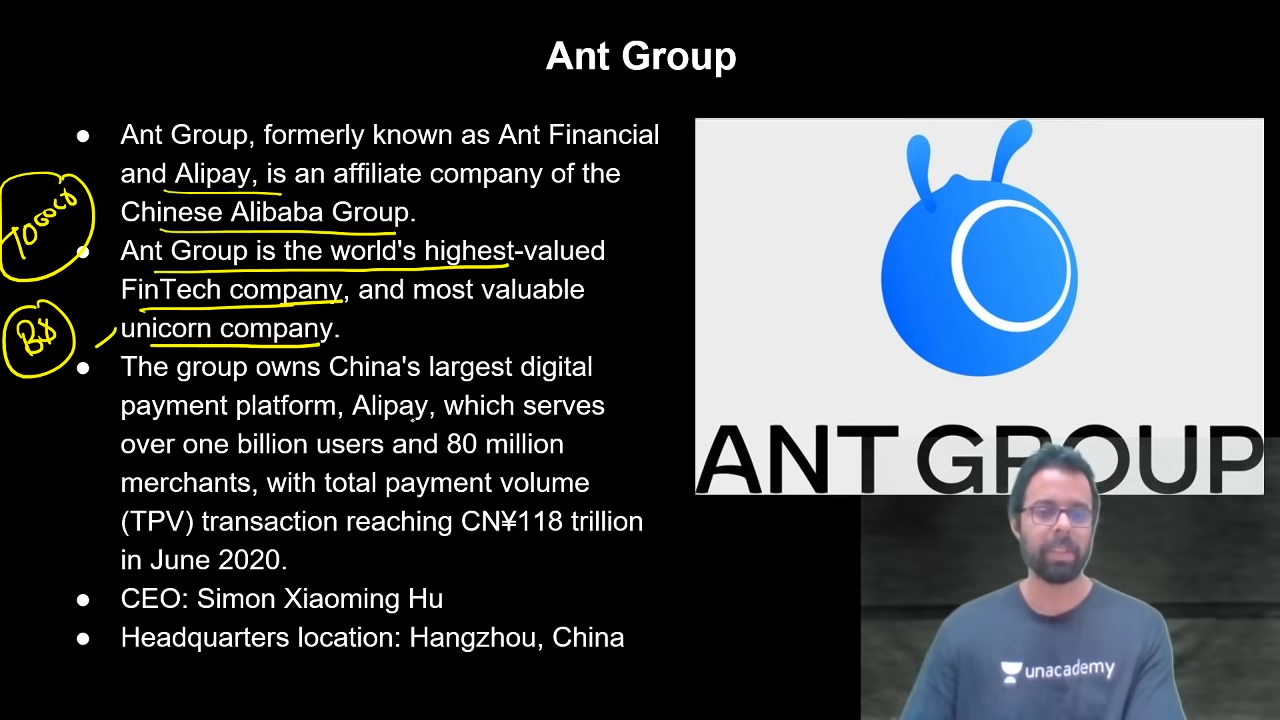 Ant Group
● Ant Group, formerly known as Ant Financial
and Alipay, is an affiliate company of the
Chinese Alibaba Group.
● Ant Group is the world's highest-valued
FinTech company, and most valuable
unicorn company.
B$
● The group owns China's largest digital
payment platform, Alipay, which serves
over one billion users and 80 million
merchants, with total payment volume
(TPV) transaction reaching CN¥118 trillion
in June 2020.
● CEO: Simon Xiaoming Hu
● Headquarters location: Hangzhou, China
ANT GROUP
unacademy